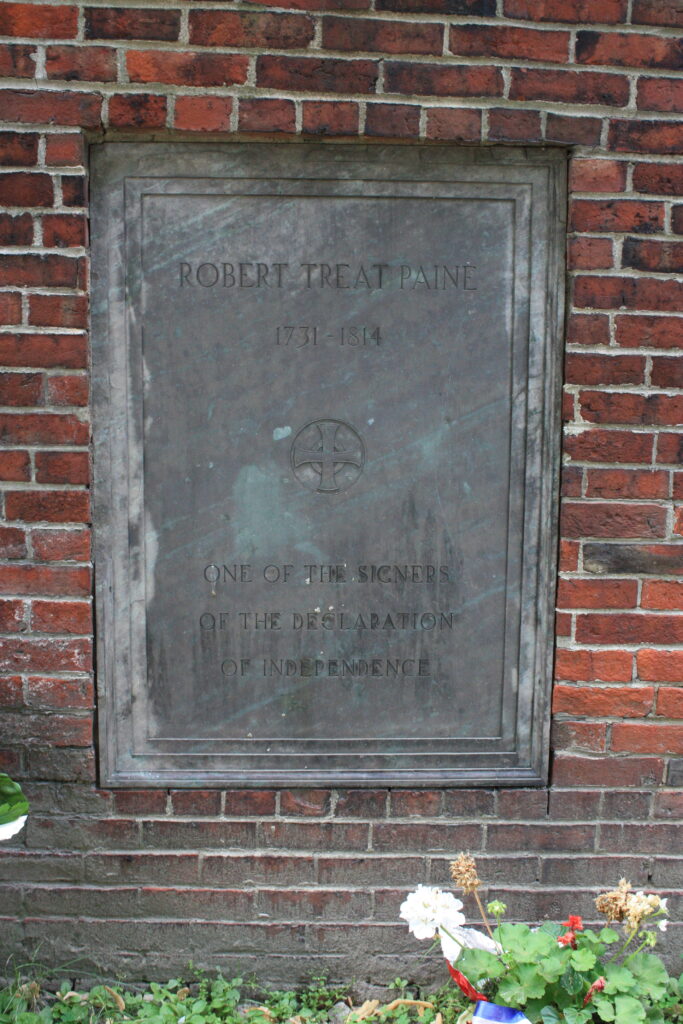 ROBERT TREAT PAINE
1731-1814
ONE OF THE SIGNERS
OF THE DECLARATION
OF INDEPENDENCE